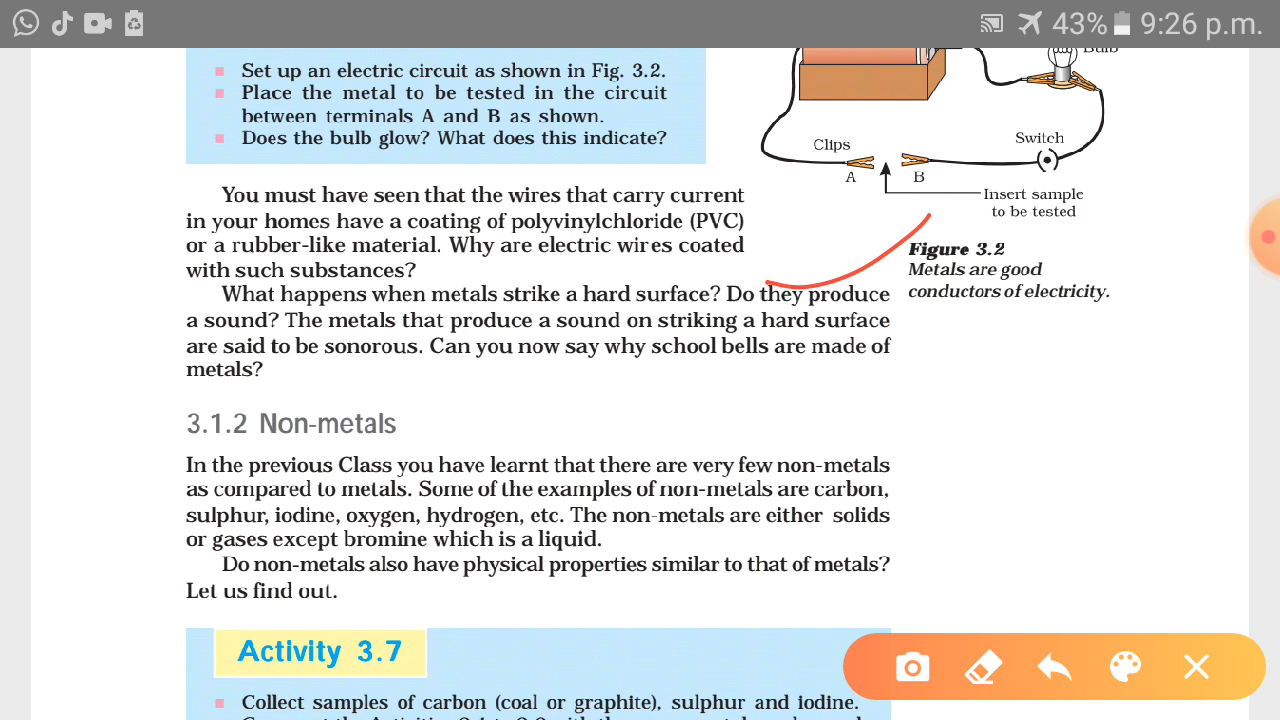 43% 9:26 p.m.
Set up an electric circuit as shown in Fig. 3.2.
Place the metal to be tested in the circuit
between terminals A and B as shown.
Does the bulb glow? What does this indicate?
Bulb
Clips
Switch
A
B
Insert sample
to be tested
Figure 3.2
Metals are good
conductors of electricity.
You must have seen that the wires that carry current
in your homes have a coating of polyvinylchloride (PVC)
or a rubber-like material. Why are electric wires coated
with such substances?
What happens when metals strike a hard surface? Do they produce
a sound? The metals that produce a sound on striking a hard surface
are said to be sonorous. Can you now say why school bells are made of
metals?
3.1.2 Non-metals
In the previous Class you have learnt that there are very few non-metals
as compared to metals. Some of the examples of non-metals are carbon,
sulphur, iodine, oxygen, hydrogen, etc. The non-metals are either solids
or gases except bromine which is a liquid.
Do non-metals also have physical properties similar to that of metals?
Let us find out.
Activity 3.7
Collect samples of carbon (coal or graphite), sulphur and iodine.